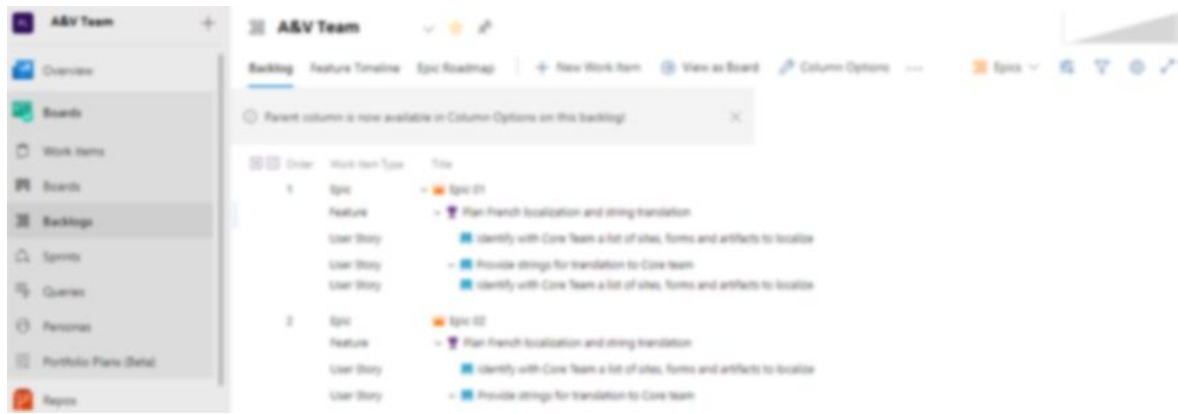 A&V Team
Overview
Boards
Work items
Boards
Backlogs
Sprints
Queries
Personas
Portfolio Plans (Beta)
Repos
A&V Team
Backlog Feature Timeline Epic Roadmap New Work Item View as Board Column Options Epics
Parent column is now available in Column Options on this backlog!
Order Work Item Type Title
1 Epic Epic 01
Feature Plan French localization and string translation
User Story Identify with Core Team a list of sites, forms and artifacts to localize
User Story Provide strings for translation to Core team
User Story Identify with Core Team a list of sites, forms and artifacts to localize
2 Epic Epic 02
Feature Plan French localization and string translation
User Story Identify with Core Team a list of sites, forms and artifacts to localize
User Story Provide strings for translation to Core team